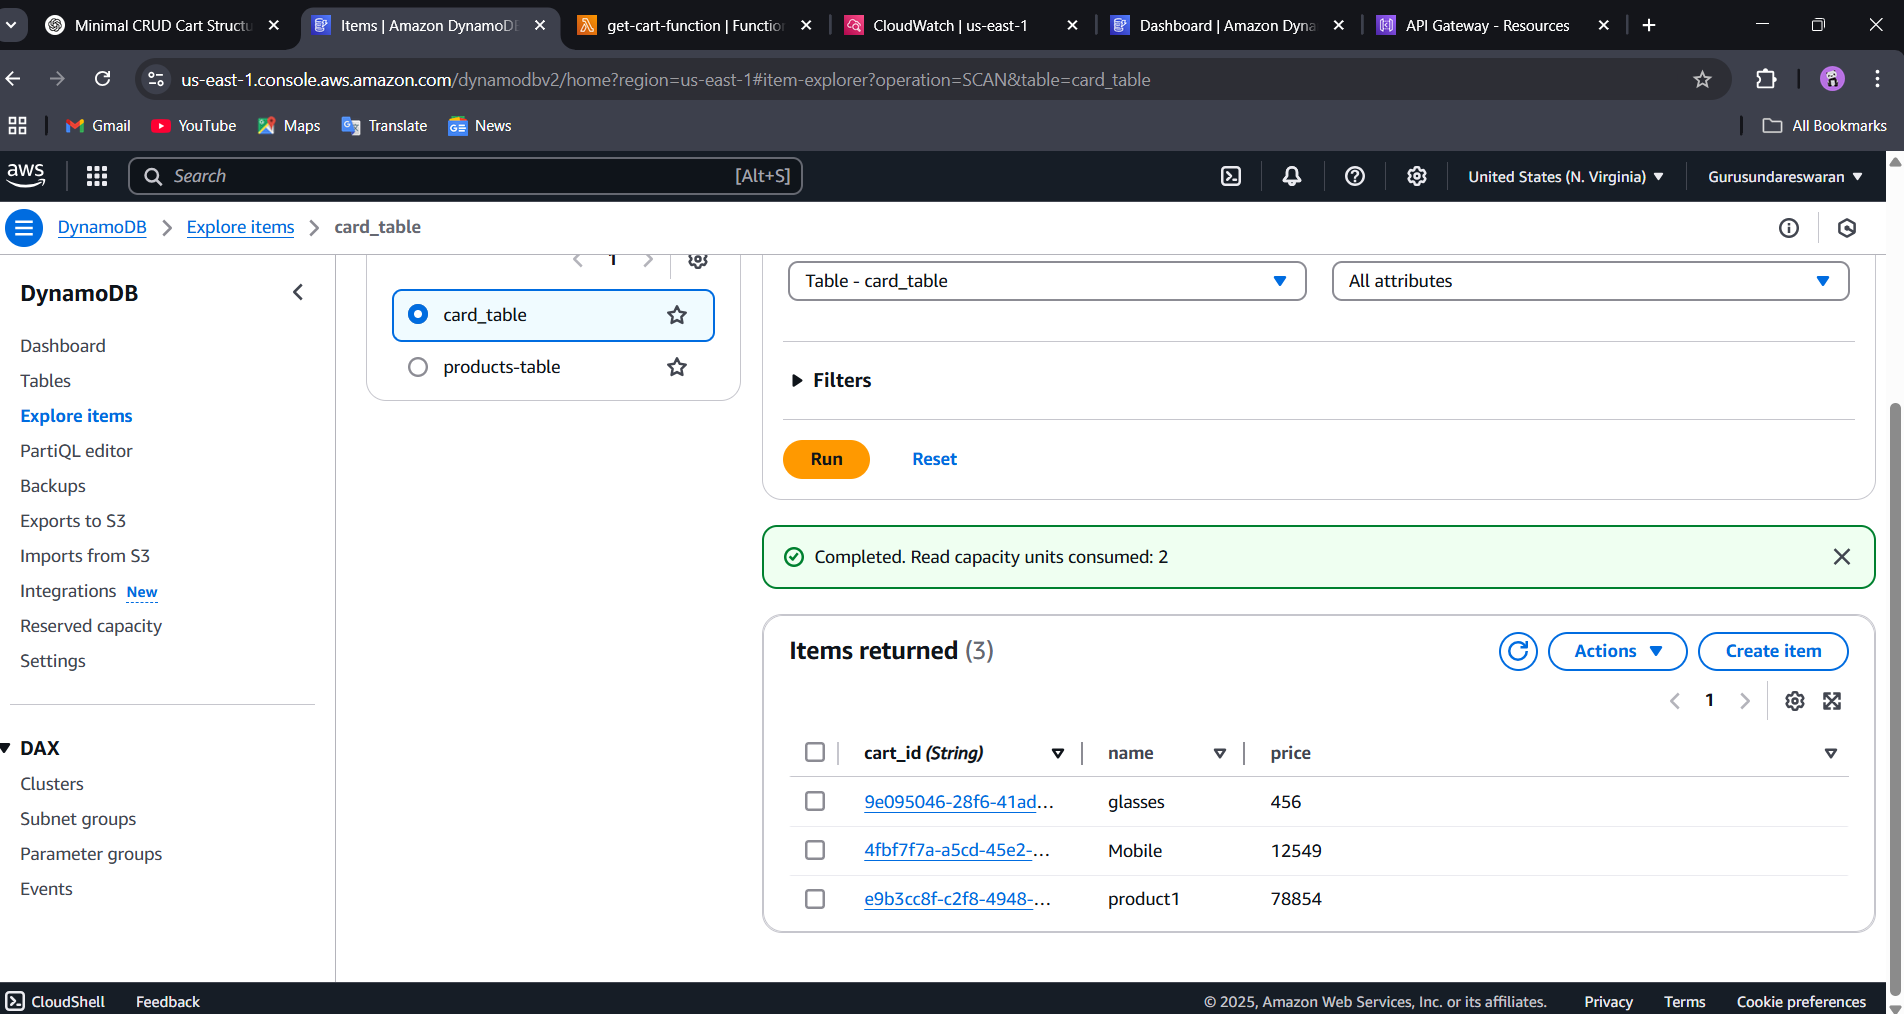 Minimal CRUD Cart Structu
Items | Amazon DynamoDB
get-cart-function | Function
CloudWatch | us-east-1
Dashboard | Amazon Dyna
API Gateway - Resources
us-east-1.console.aws.amazon.com/dynamodbv2/home?region=us-east-1#item-explorer?operation=SCAN&table=card_table
Gmail
YouTube
Maps
Translate
News
All Bookmarks
aws
Search
[Alt+S]
United States (N. Virginia)
Gurusundareswaran
DynamoDB
Explore items
card_table
DynamoDB
Dashboard
Tables
Explore items
PartiQL editor
Backups
Exports to S3
Imports from S3
Integrations New
Reserved capacity
Settings
DAX
Clusters
Subnet groups
Parameter groups
Events
1
card_table
products-table
Table - card_table
All attributes
Filters
Run
Reset
Completed. Read capacity units consumed: 2
Items returned (3)
Actions
Create item
1
cart_id (String) name price
9e095046-28f6-41ad… glasses 456
4fbf7f7a-a5cd-45e2-… Mobile 12549
e9b3cc8f-c2f8-4948-… product1 78854
CloudShell
Feedback
© 2025, Amazon Web Services, Inc. or its affiliates.
Privacy
Terms
Cookie preferences